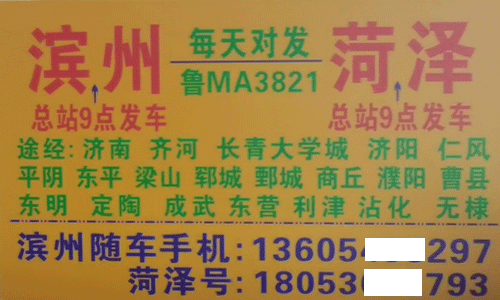 滨州 每天对发 菏泽
鲁MA3821
总站9点发车 总站9点发车
途经:济南 齐河 长青大学城 济阳 仁风
平阴 东平 梁山 郓城 鄄城 商丘 濮阳 曹县
东明 定陶 成武 东营 利津 沾化 无棣
滨州随车手机:13605 297
菏泽号:18053 793